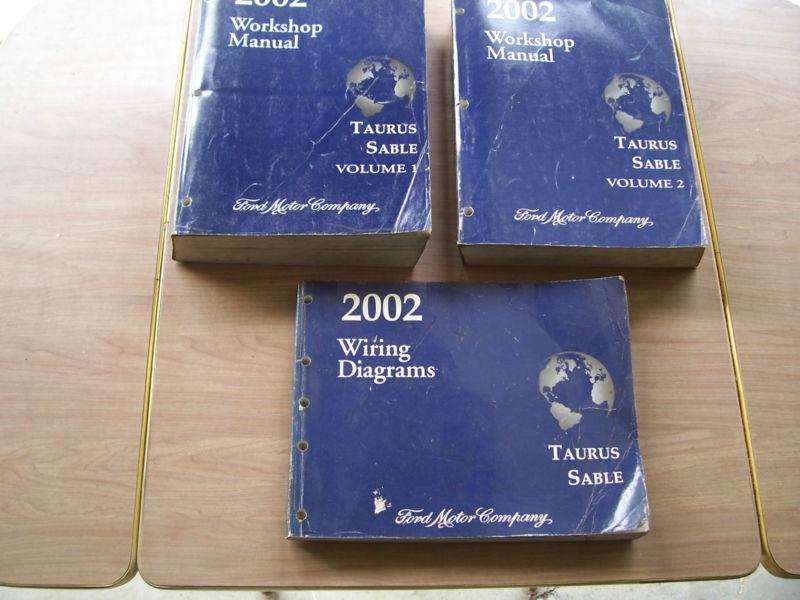 2002
Workshop
Manual
TAURUS
SABLE
VOLUME 1
Ford Motor Company
2002
Workshop
Manual
TAURUS
SABLE
VOLUME 2
Ford Motor Company
2002
Wiring
Diagrams
TAURUS
SABLE
Ford Motor Company